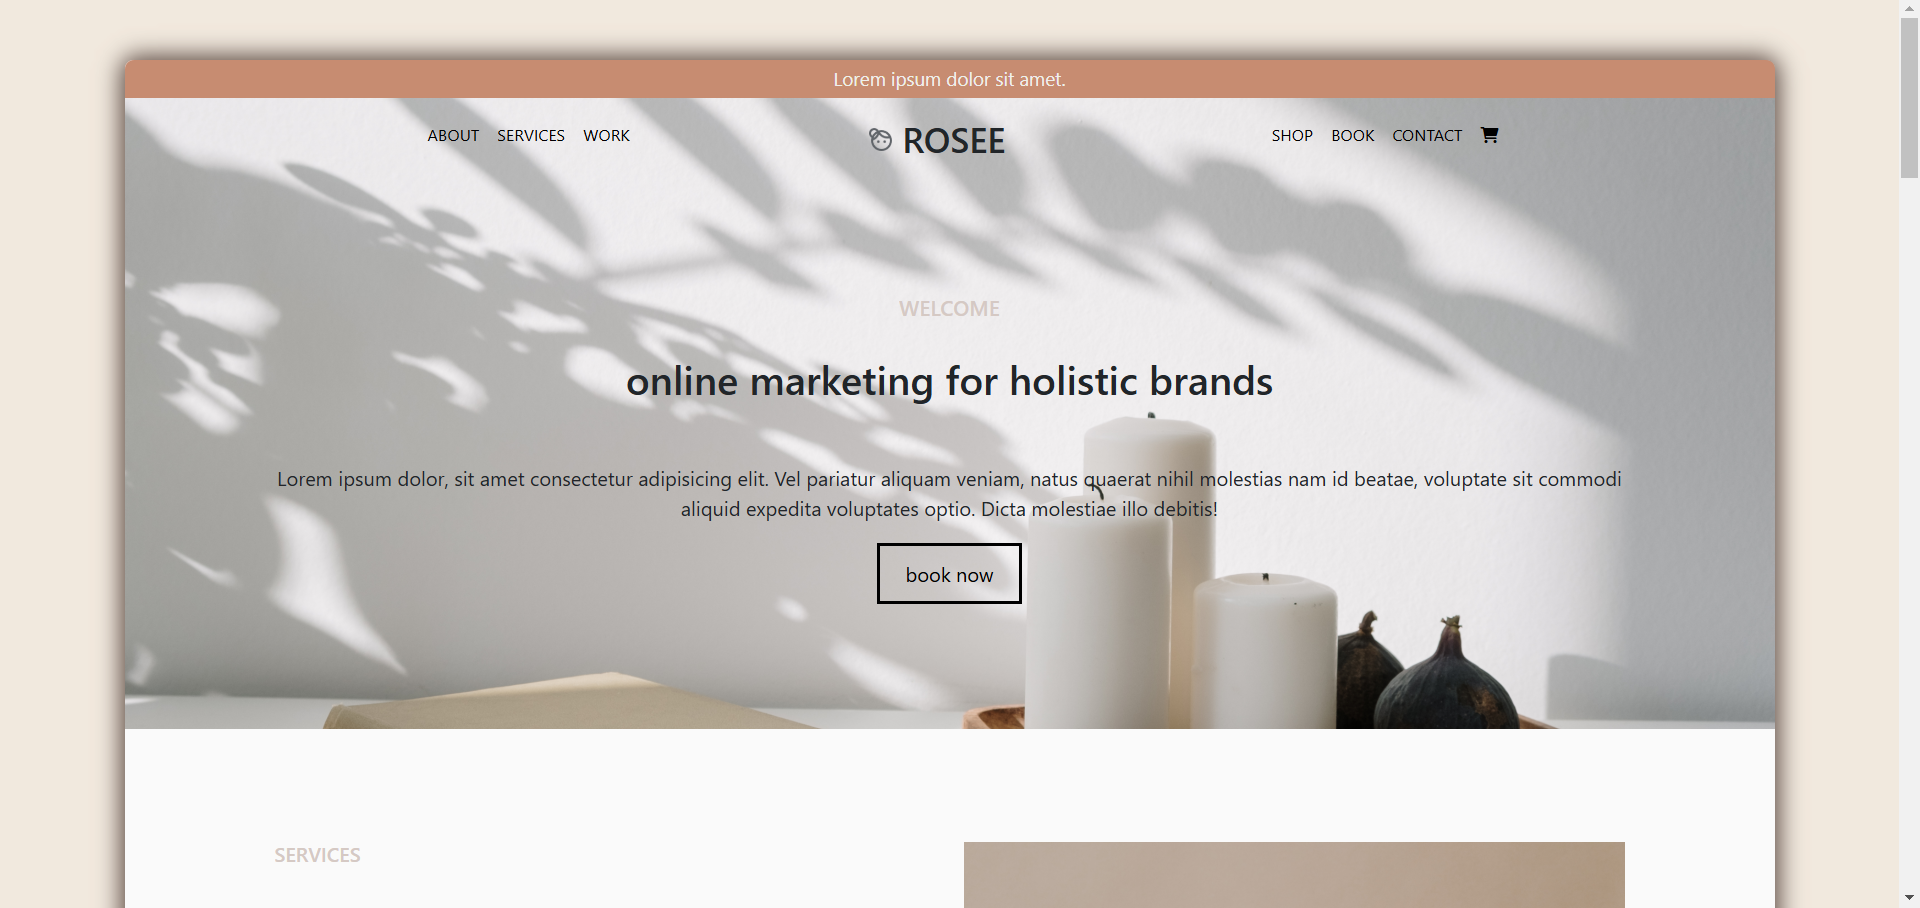 Lorem ipsum dolor sit amet.
ABOUT SERVICES WORK
ROSEE
SHOP BOOK CONTACT
WELCOME
online marketing for holistic brands
Lorem ipsum dolor, sit amet consectetur adipisicing elit. Vel pariatur aliquam veniam, natus quaerat nihil molestias nam id beatae, voluptate sit commodi
aliquid expedita voluptates optio. Dicta molestiae illo debitis!
book now
SERVICES